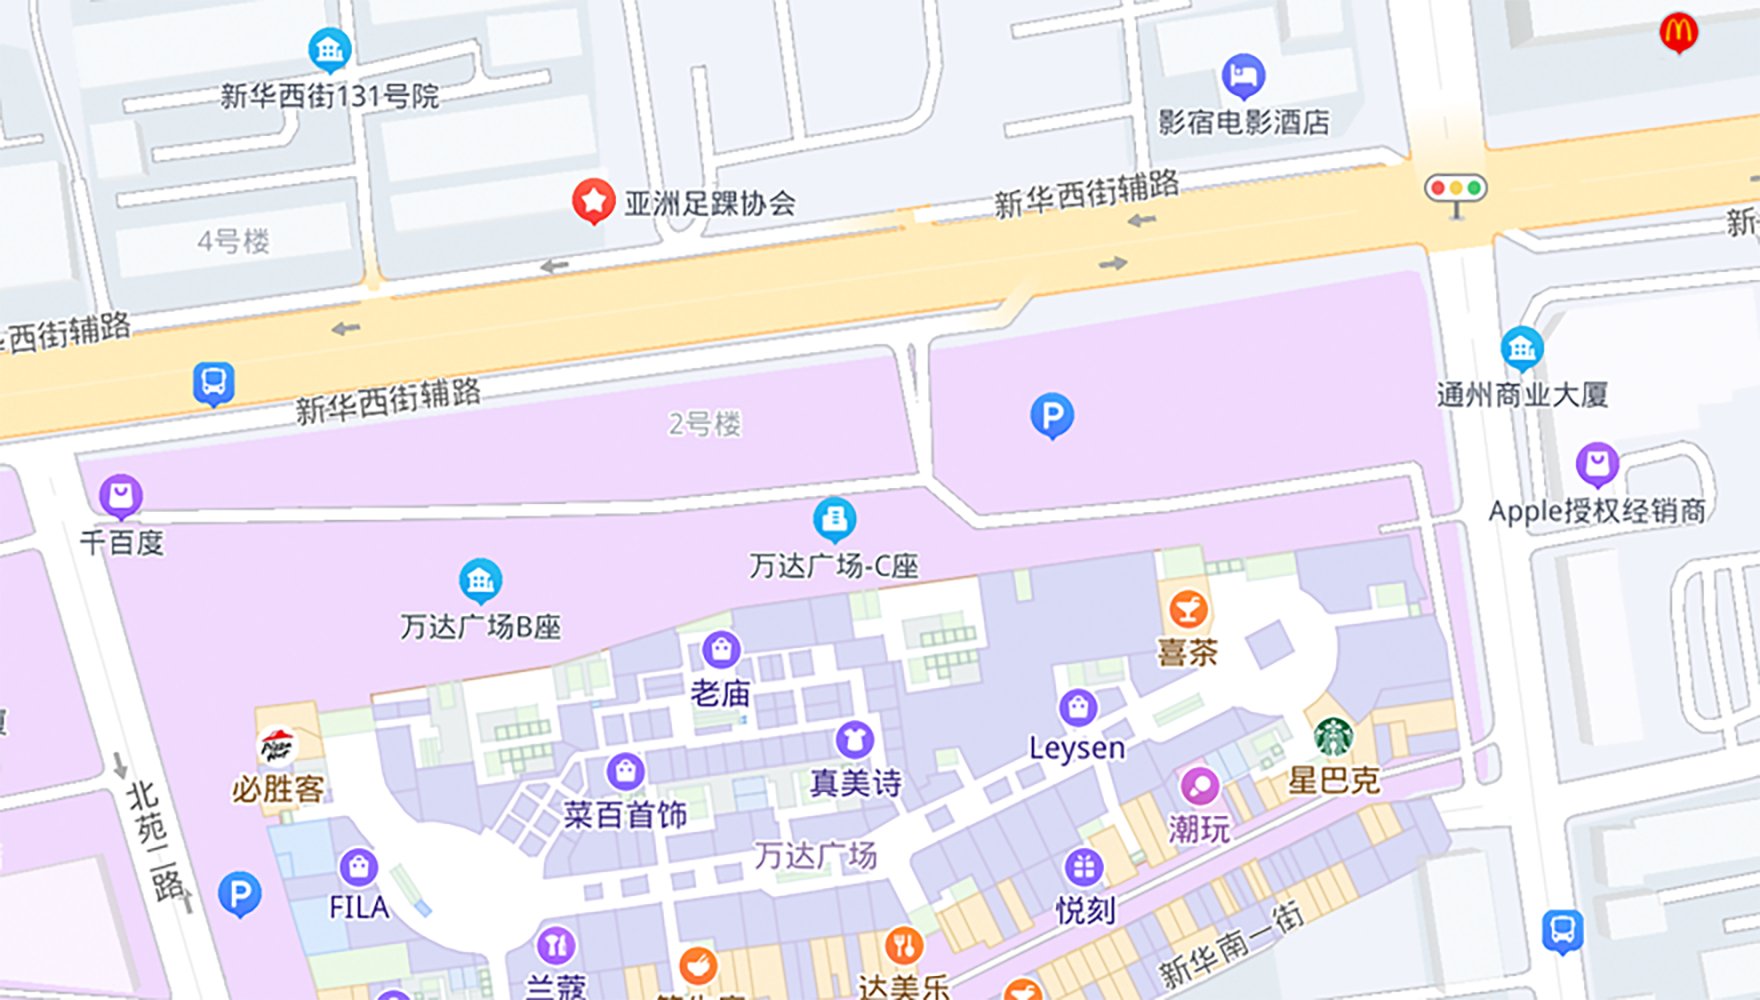 新华西街131号院
影宿电影酒店
亚洲足踝协会
新华西街辅路
4号楼
新
西街辅路
新华西街辅路
2号楼
P
通州商业大厦
千百度
Apple授权经销商
万达广场-C座
万达广场B座
喜茶
老庙
Leysen
真美诗
必胜客
菜百首饰
星巴克
潮玩
北苑二路
万达广场
P
FILA
悦刻
新华南一街
兰蔻
达美乐